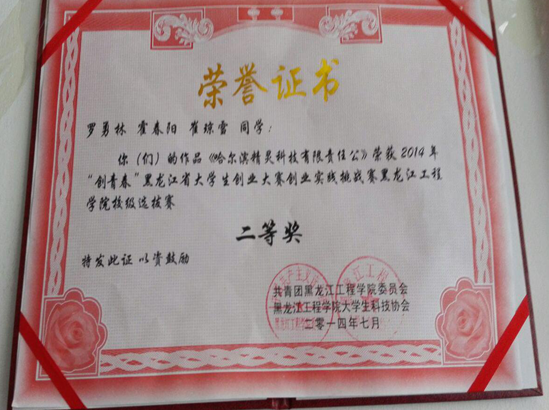 荣誉证书
罗勇林 霍春阳 崔琼雪 同学：
你（们）的作品《哈尔滨精灵科技有限责任公》荣获2014年
“创青春”黑龙江省大学生创业大赛创业实践挑战赛黑龙江工程
学院校级选拔赛
二等奖
特发此证 以资鼓励
共青团黑龙江工程学院委员会
黑龙江工程学院大学生科技协会
二零一四年七月